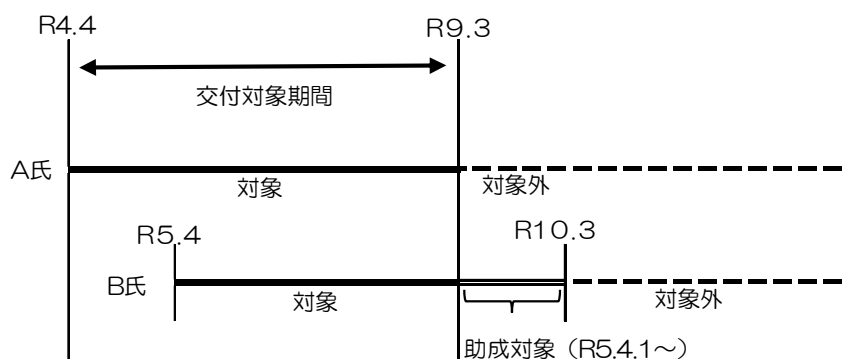 R4.4
R9.3
交付対象期間
A氏
対象
対象外
R5.4
R10.3
B氏
対象
対象外
助成対象（R5.4.1～）